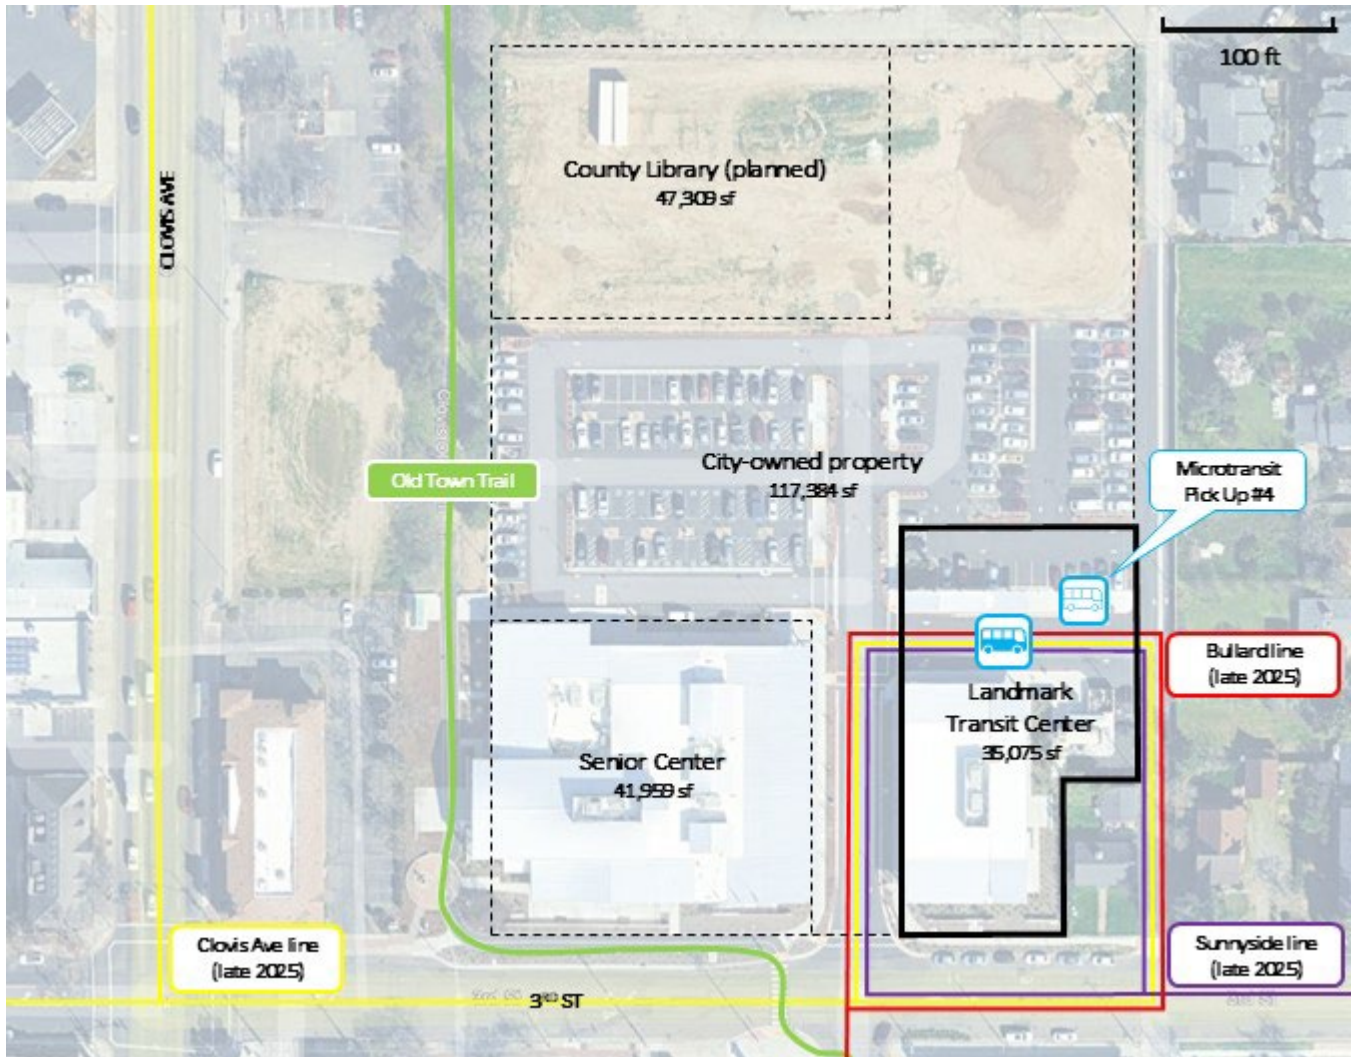 100 ft
CLOVIS AVE
County Library (planned)
47,309 sf
Old Town Trail
City-owned property
117,384 sf
Microtransit
Pick Up #4
Bullard line
(late 2025)
Landmark
Transit Center
35,075 sf
Senior Center
41,959 sf
Clovis Ave line
(late 2025)
Sunnyside line
(late 2025)
3RD ST